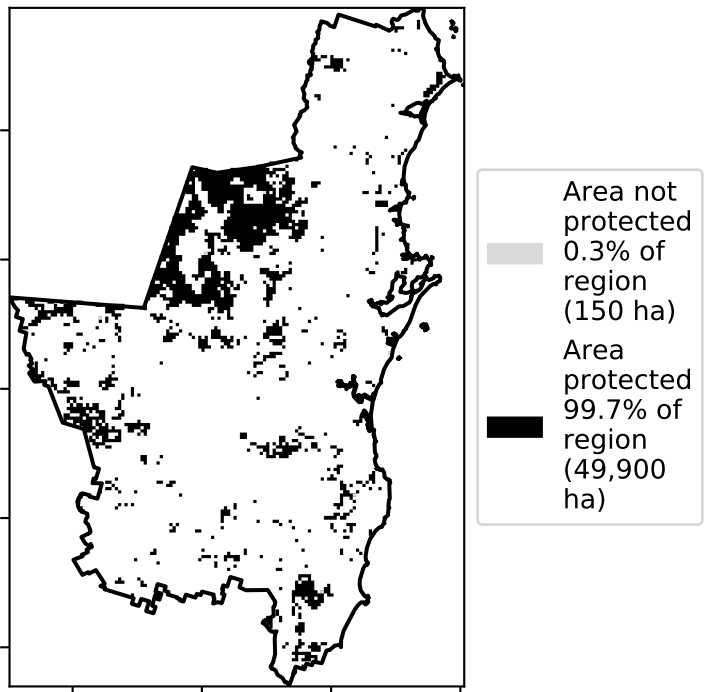 Area not
protected
0.3% of
region
(150 ha)
Area
protected
99.7% of
region
(49,900
ha)